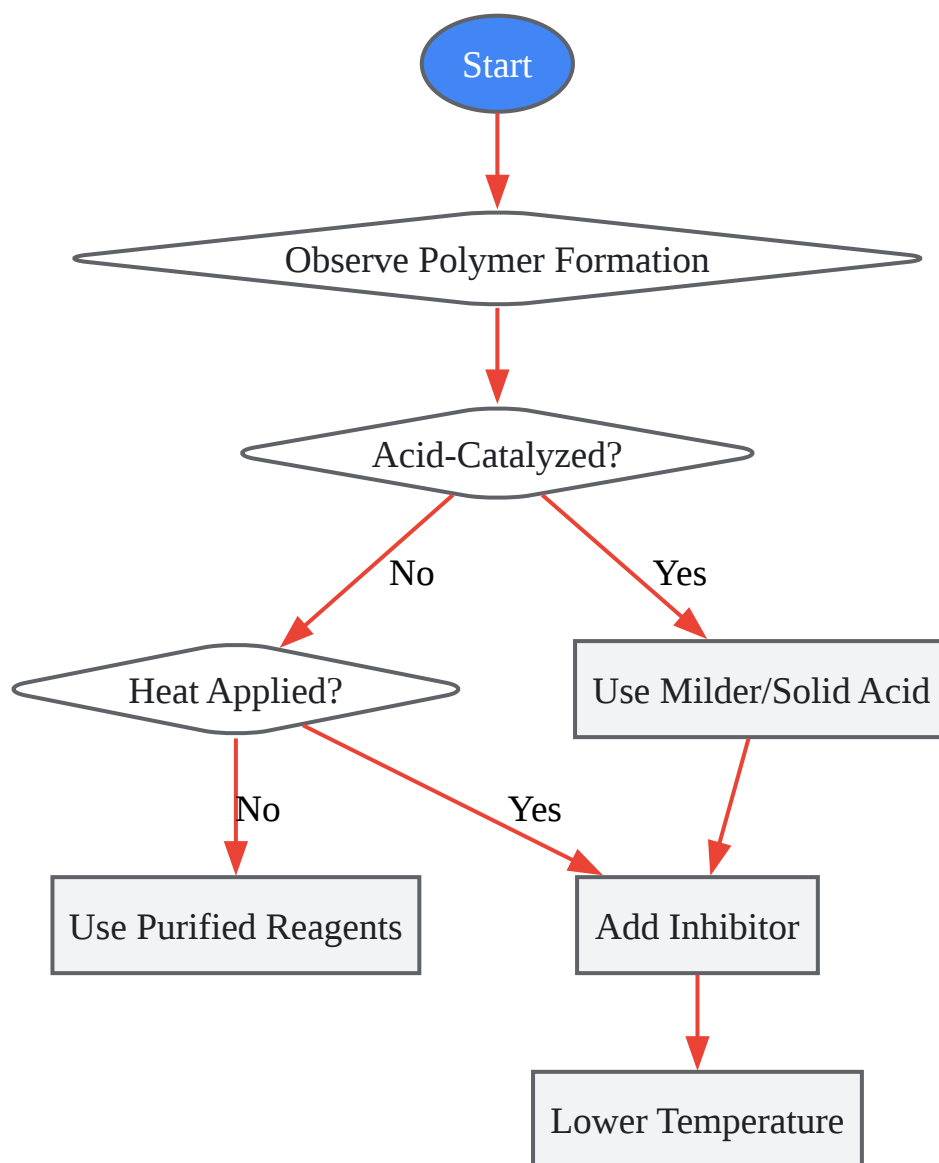 Start
Observe Polymer Formation
Acid-Catalyzed?
No
Yes
Heat Applied?
Use Milder/Solid Acid
No
Yes
Use Purified Reagents
Add Inhibitor
Lower Temperature